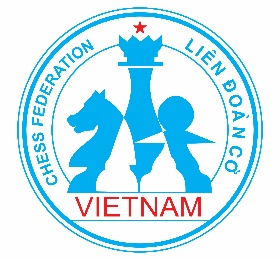 CHESS FEDERATION
LIÊN ĐOÀN CỜ
VIETNAM